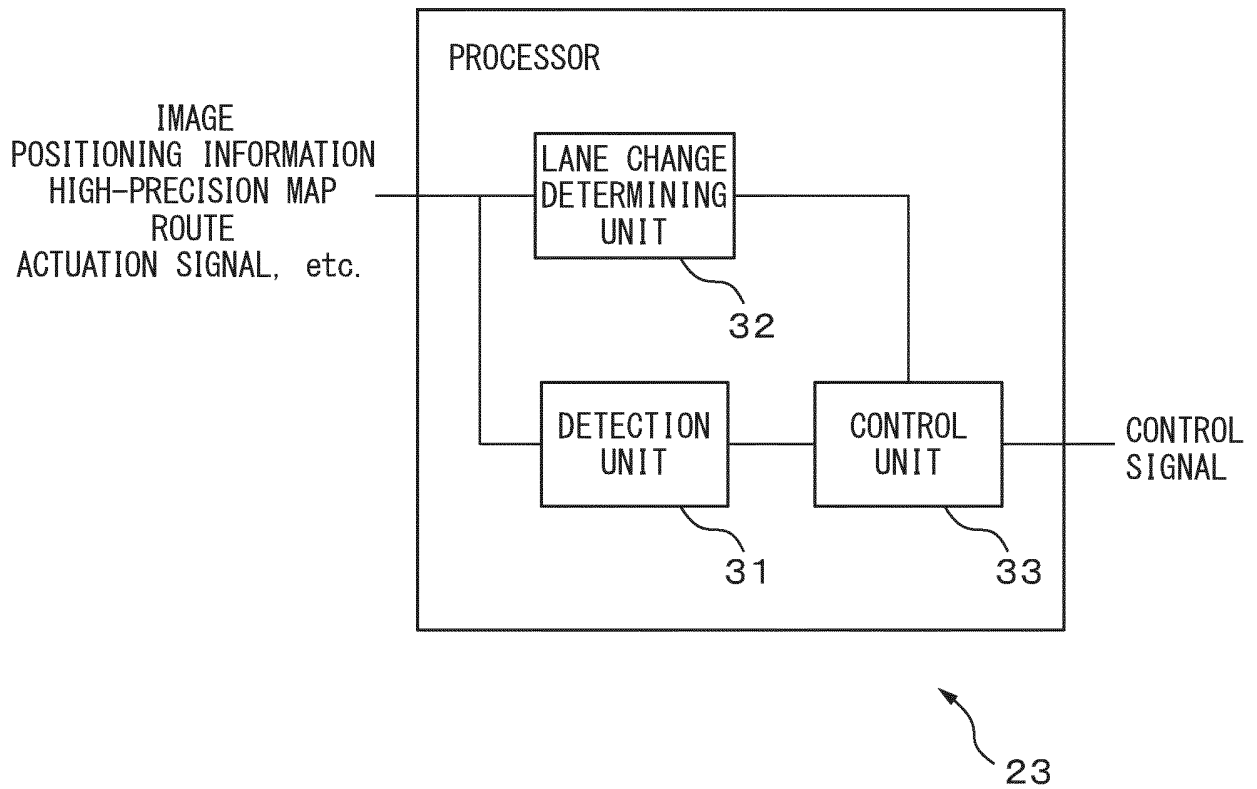 PROCESSOR
IMAGE
POSITIONING INFORMATION
HIGH-PRECISION MAP
ROUTE
ACTUATION SIGNAL, etc.
LANE CHANGE
DETERMINING
UNIT
32
DETECTION
UNIT
31
CONTROL
UNIT
33
CONTROL
SIGNAL
23